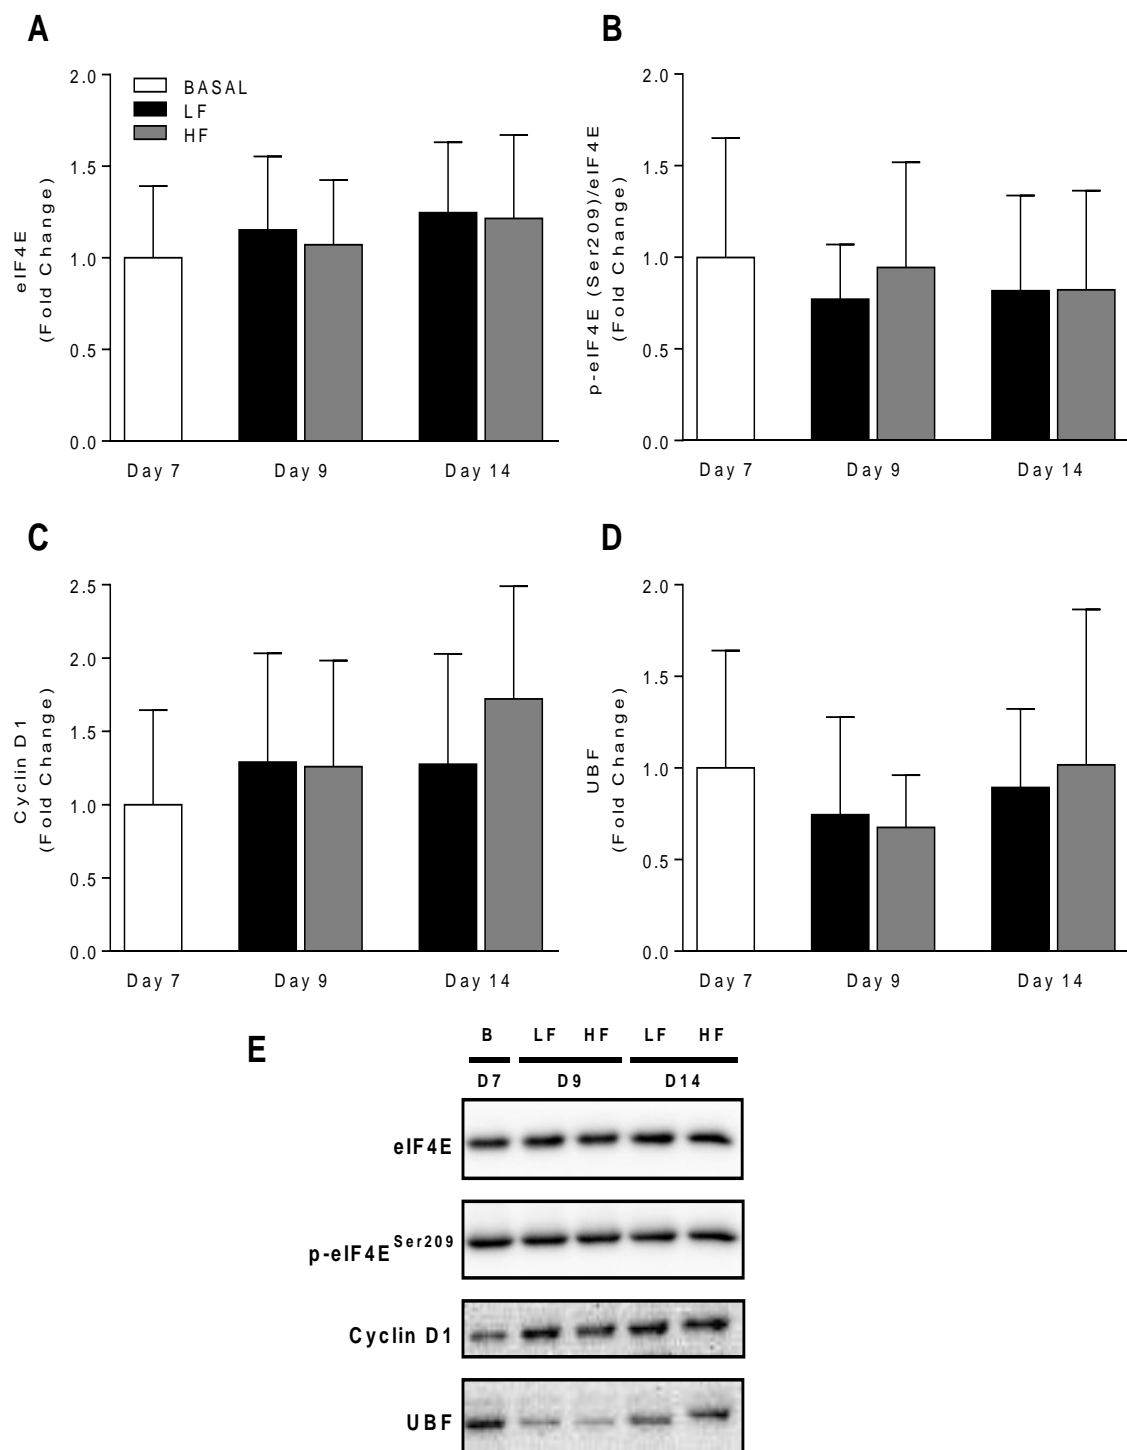 A
eIF4E
(Fold Change)
2.0
1.5
1.0
0.5
0.0
BASAL
LF
HF
Day 7
Day 9
Day 14
B
p-eIF4E (Ser209)/eIF4E
(Fold Change)
2.0
1.5
1.0
0.5
0.0
Day 7
Day 9
Day 14
C
Cyclin D1
(Fold Change)
2.5
2.0
1.5
1.0
0.5
0.0
Day 7
Day 9
Day 14
D
UBF
(Fold Change)
2.0
1.5
1.0
0.5
0.0
Day 7
Day 9
Day 14
E
B LF HF LF HF
D7 D9 D14
eIF4E
p-eIF4E Ser209
Cyclin D1
UBF